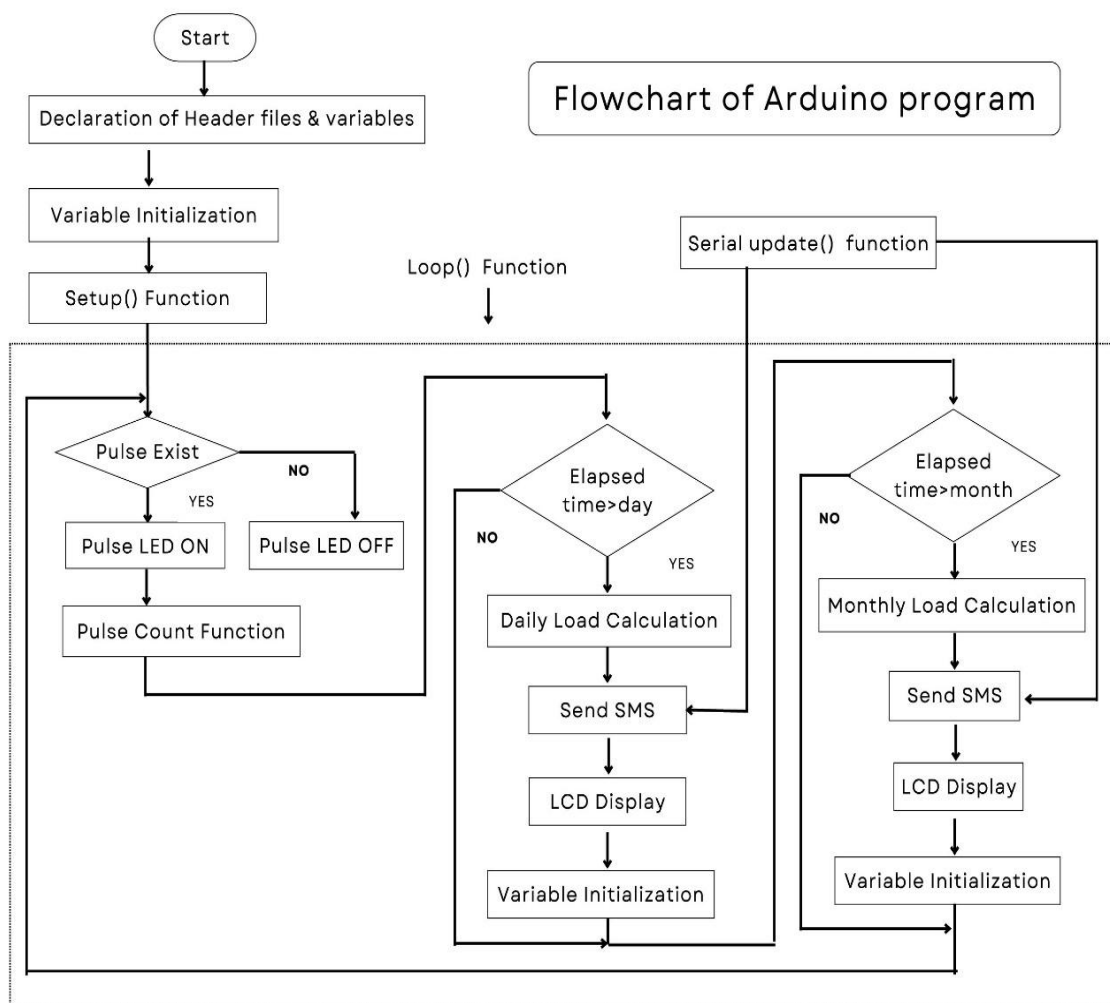 Start
Flowchart of Arduino program
Declaration of Header files & variables
Variable Initialization
Setup() Function
Loop() Function
Serial update() function
Pulse Exist
NO
YES
Pulse LED ON
Pulse LED OFF
Pulse Count Function
Elapsed
time>day
NO
YES
Daily Load Calculation
Send SMS
LCD Display
Variable Initialization
Elapsed
time>month
NO
YES
Monthly Load Calculation
Send SMS
LCD Display
Variable Initialization